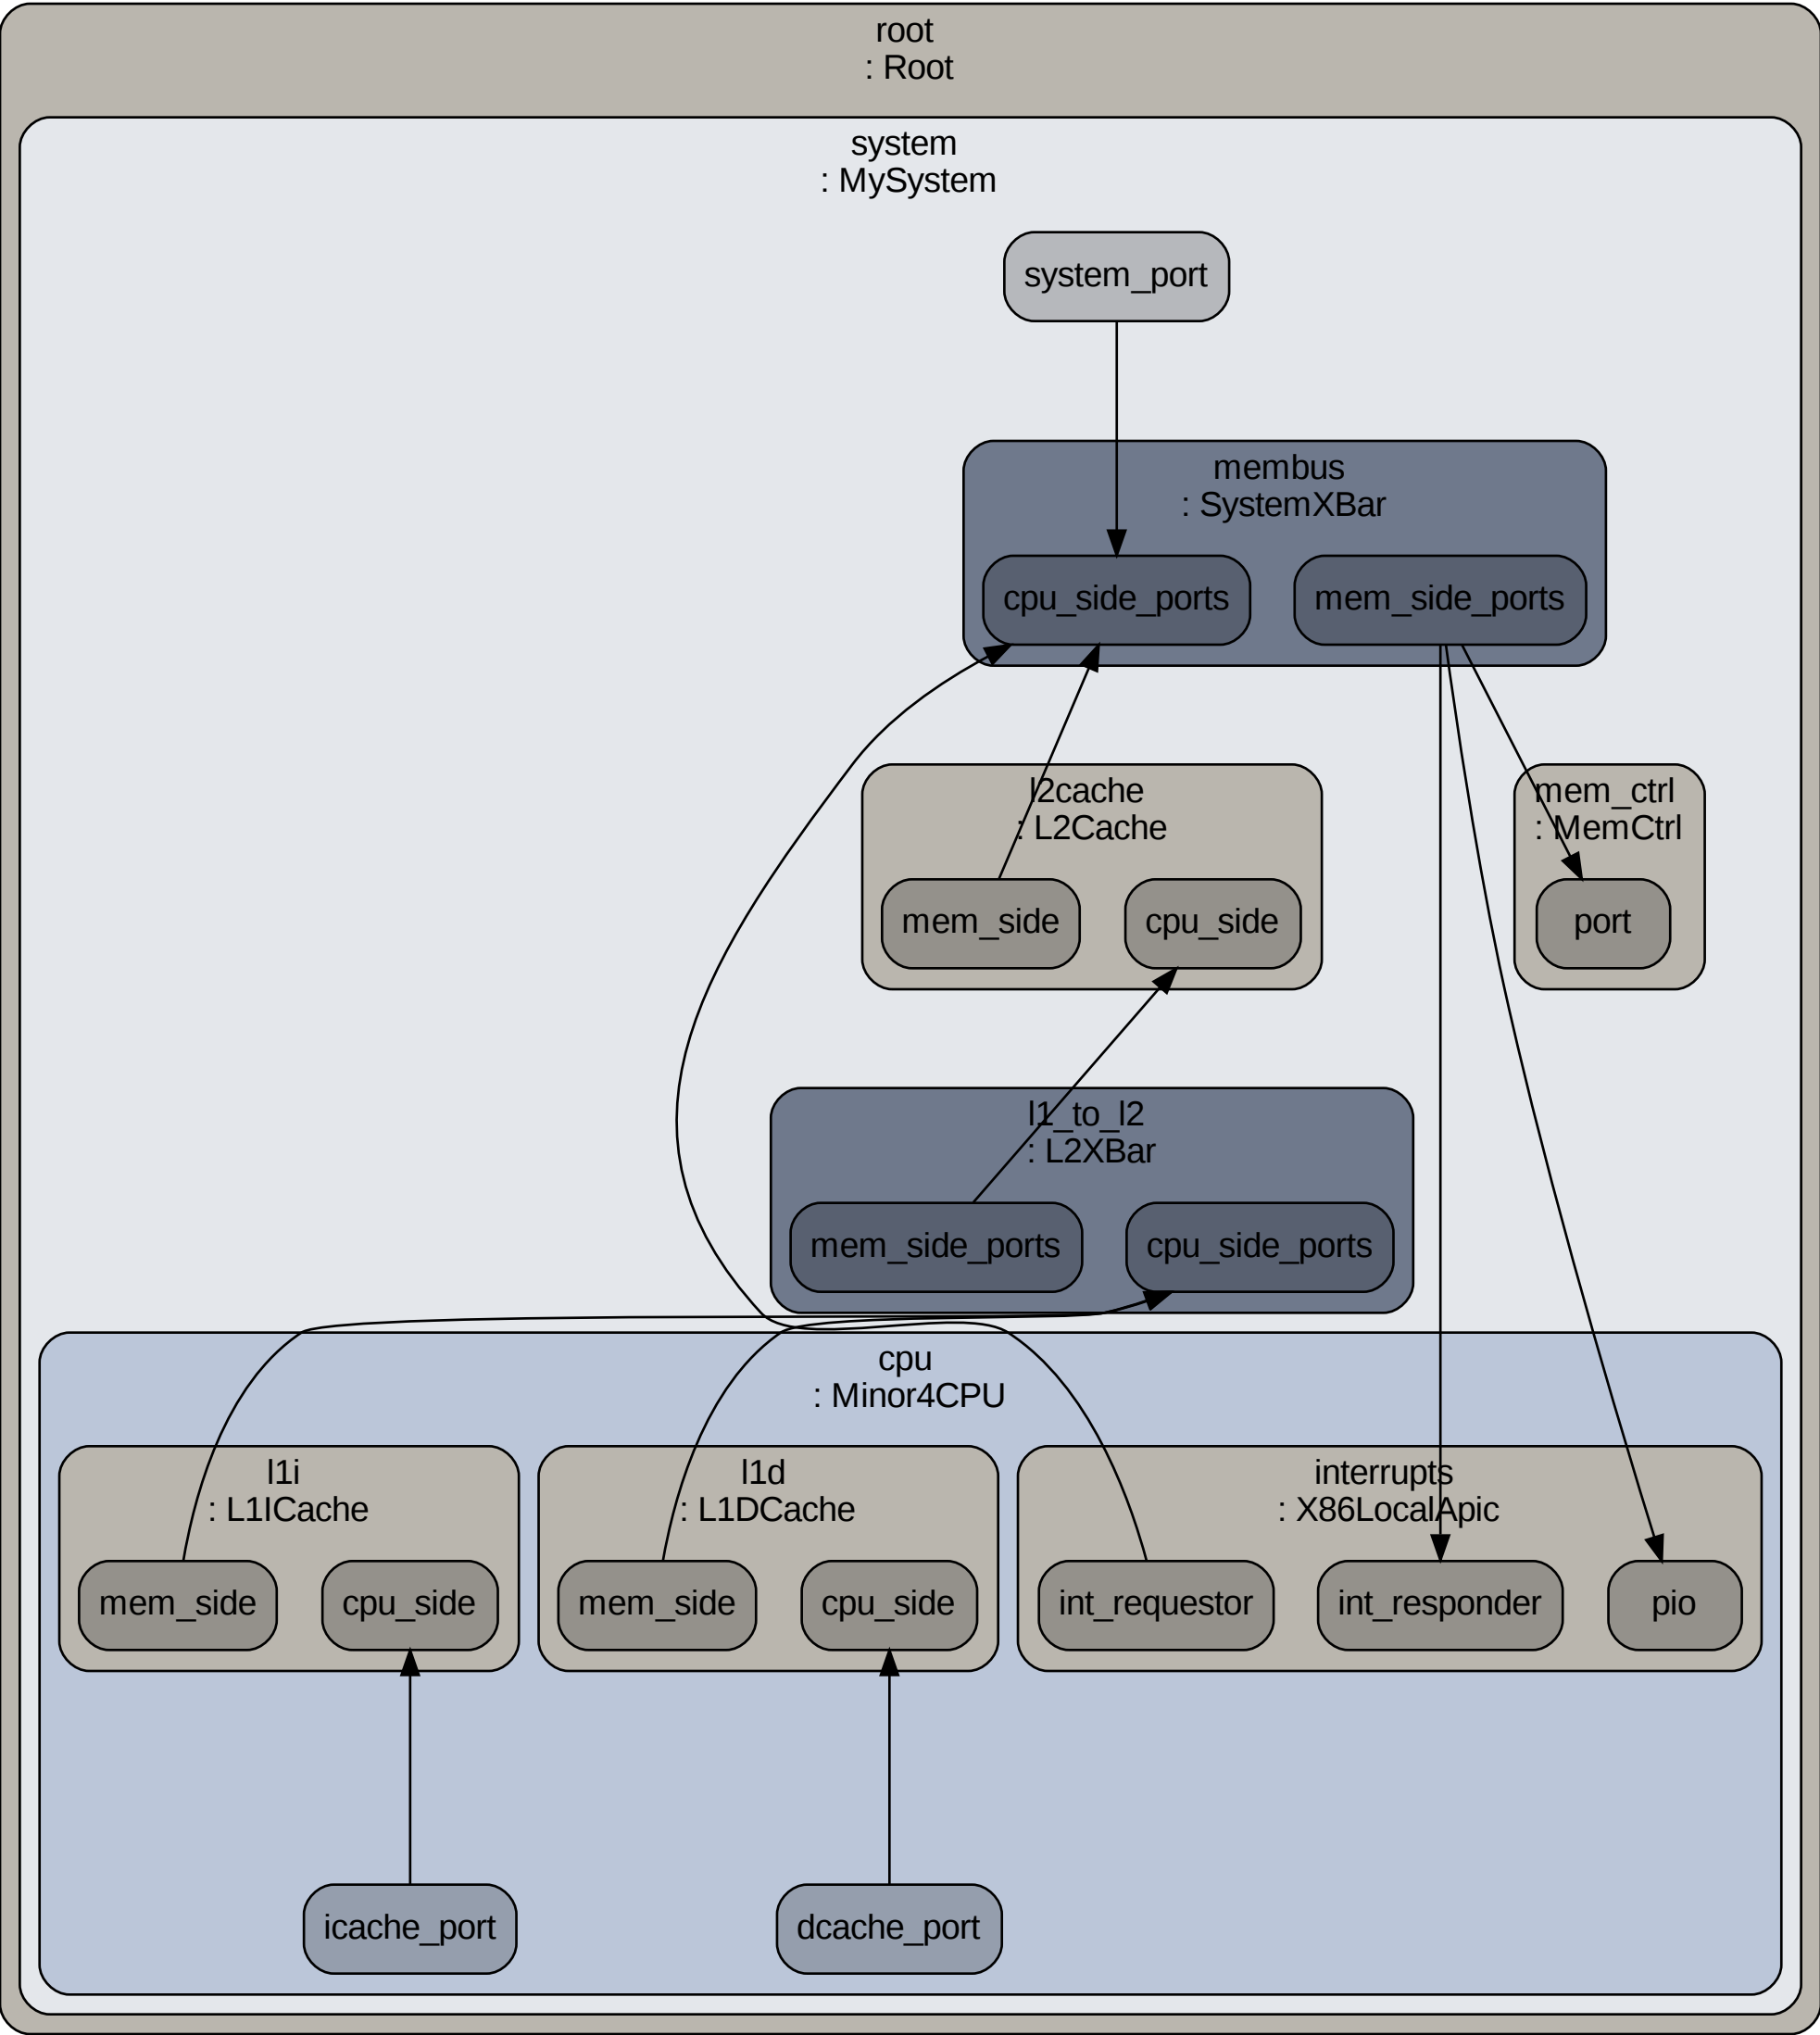 root
: Root
system
: MySystem
system_port
membus
: SystemXBar
cpu_side_ports
mem_side_ports
l2cache
: L2Cache
mem_side
cpu_side
mem_ctrl
: MemCtrl
port
l1_to_l2
: L2XBar
mem_side_ports
cpu_side_ports
cpu
: Minor4CPU
l1i
: L1ICache
mem_side
cpu_side
l1d
: L1DCache
mem_side
cpu_side
interrupts
: X86LocalApic
int_requestor
int_responder
pio
icache_port
dcache_port